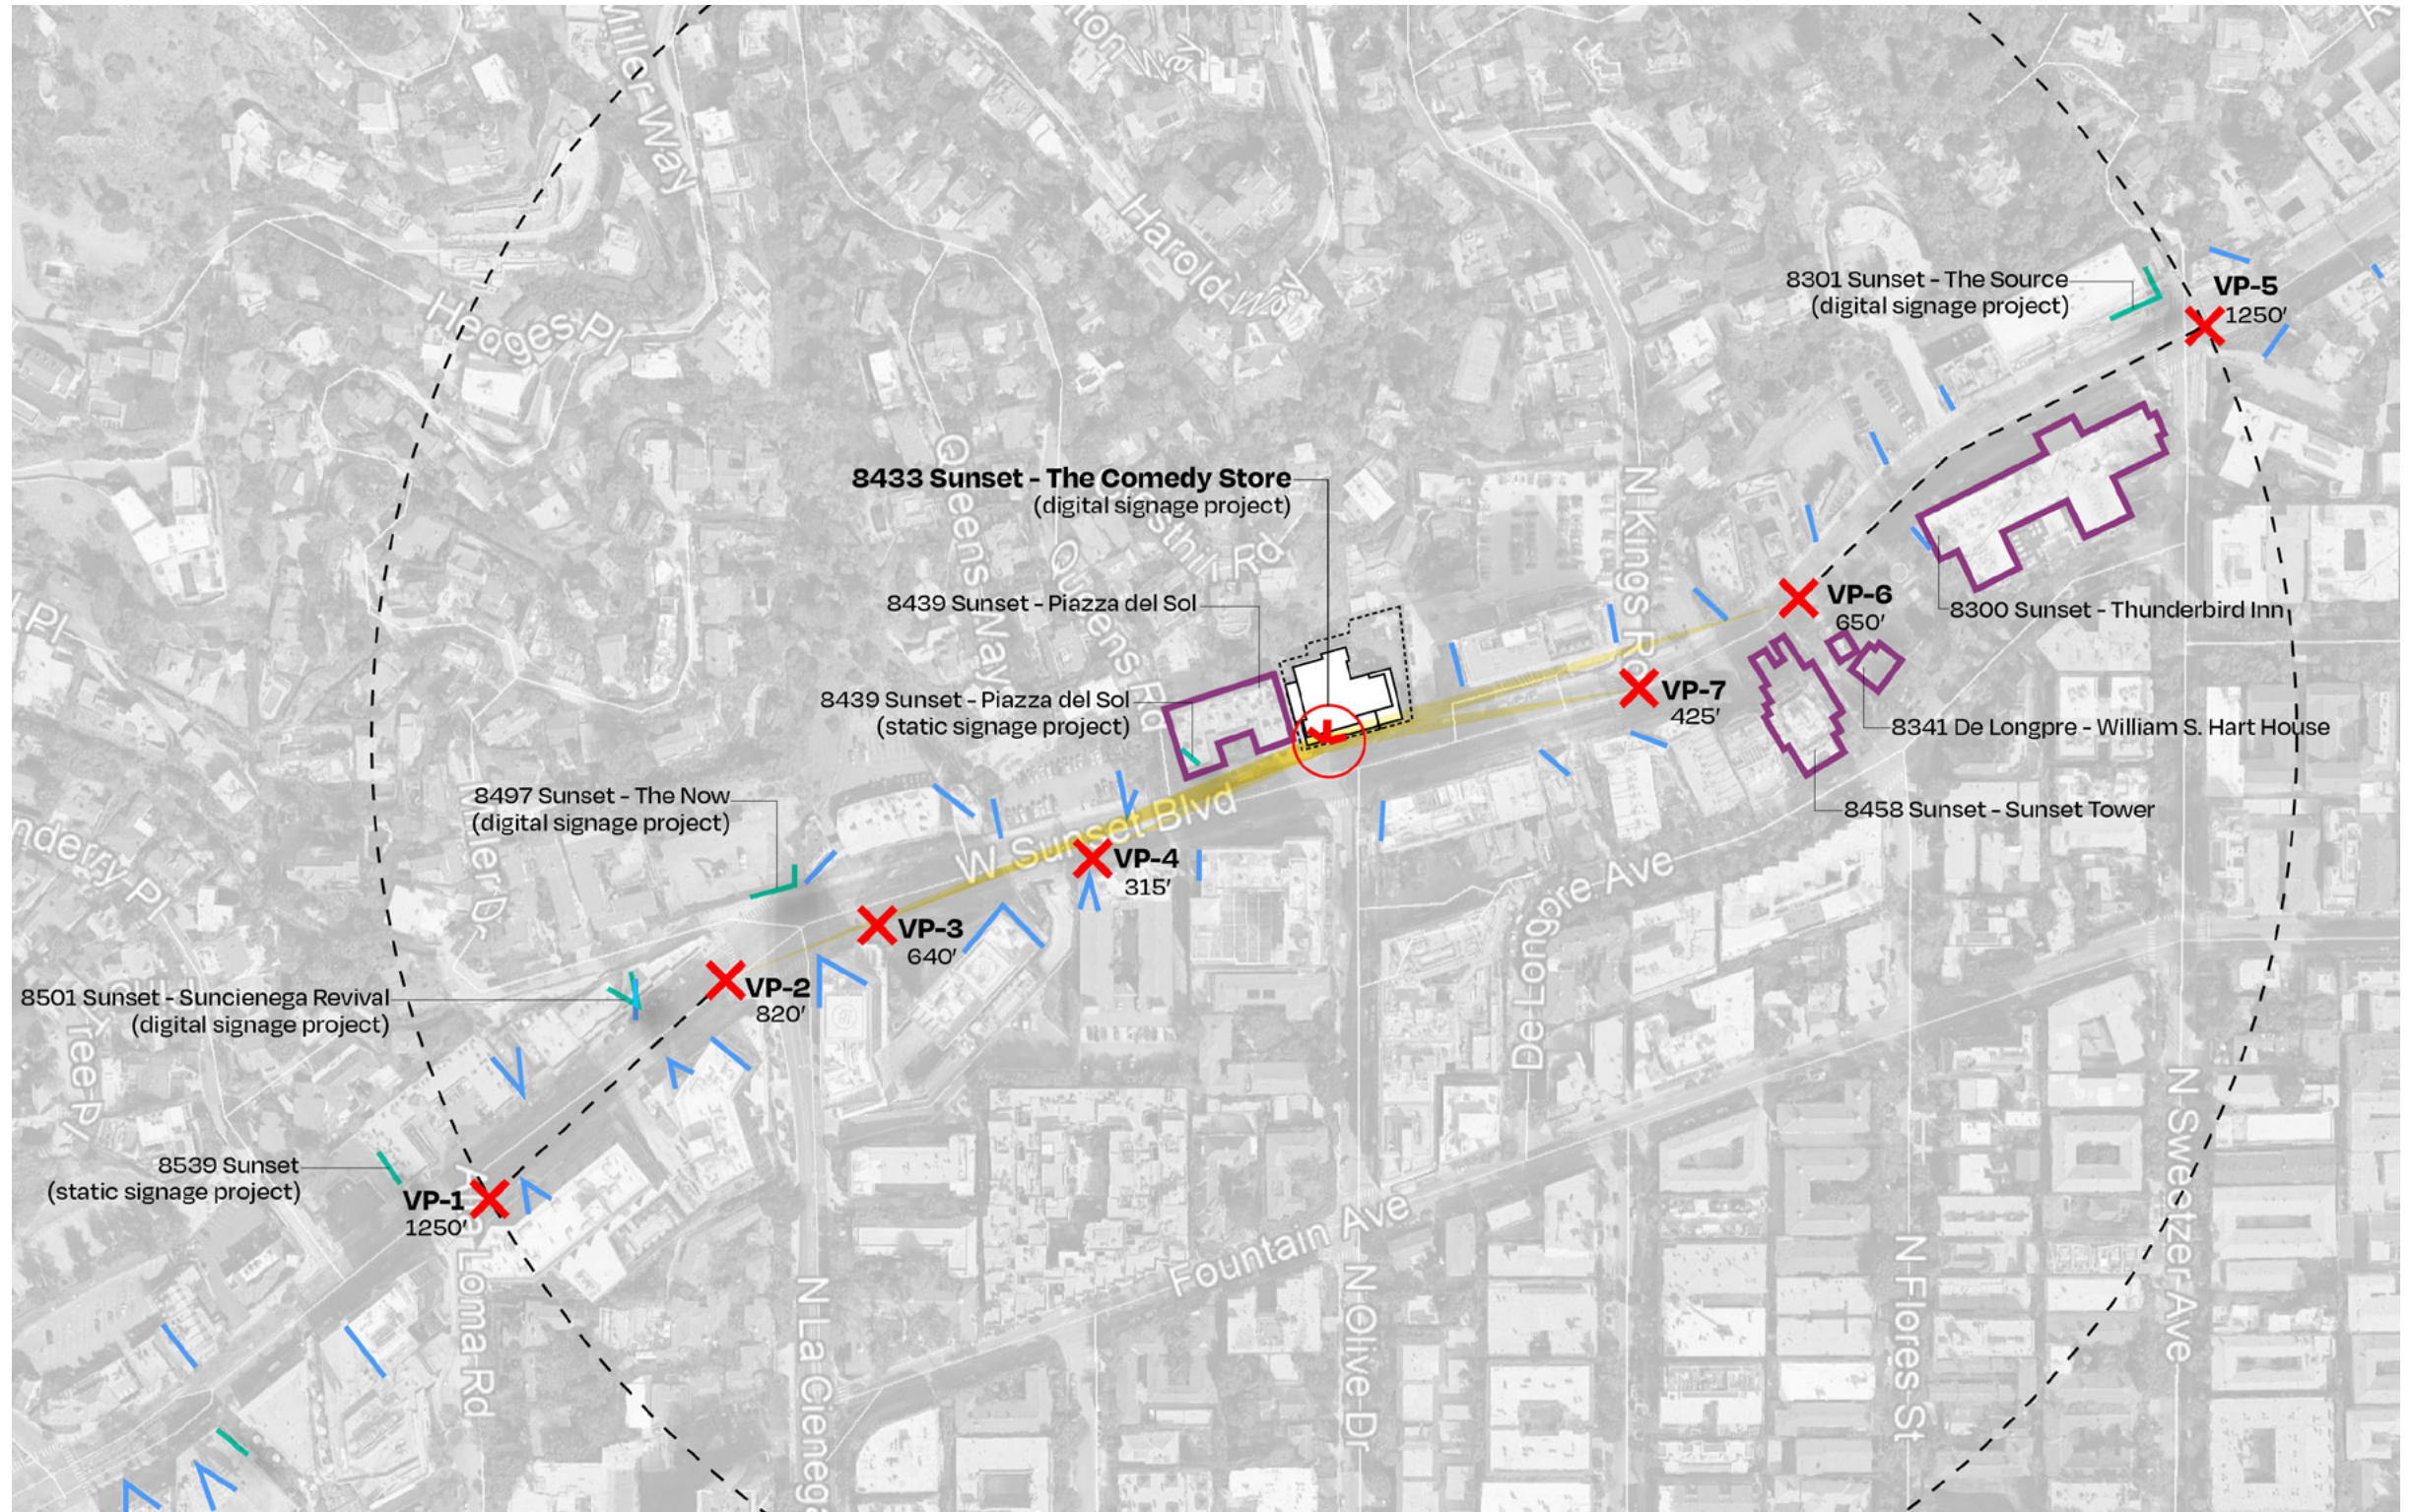 Miller Way
Harold Way
Hedges Pl
8301 Sunset - The Source
(digital signage project)
VP-5
1250'
8433 Sunset - The Comedy Store
(digital signage project)
N Kings Rd
Queens Way
Queens Rd
8439 Sunset - Piazza del Sol
VP-6
650'
8300 Sunset - Thunderbird Inn
8439 Sunset - Piazza del Sol
(static signage project)
VP-7
425'
8341 De Longpre - William S. Hart House
8458 Sunset - Sunset Tower
8497 Sunset - The Now
(digital signage project)
W Sunset Blvd
VP-4
315'
De Longpre Ave
VP-3
640'
VP-2
820'
8501 Sunset - Suncienega Revival
(digital signage project)
8539 Sunset
(static signage project)
VP-1
1250'
Fountain Ave
Loma Rd
N La Cienega
N Olive Dr
N Flores St
N Sweetzer Ave